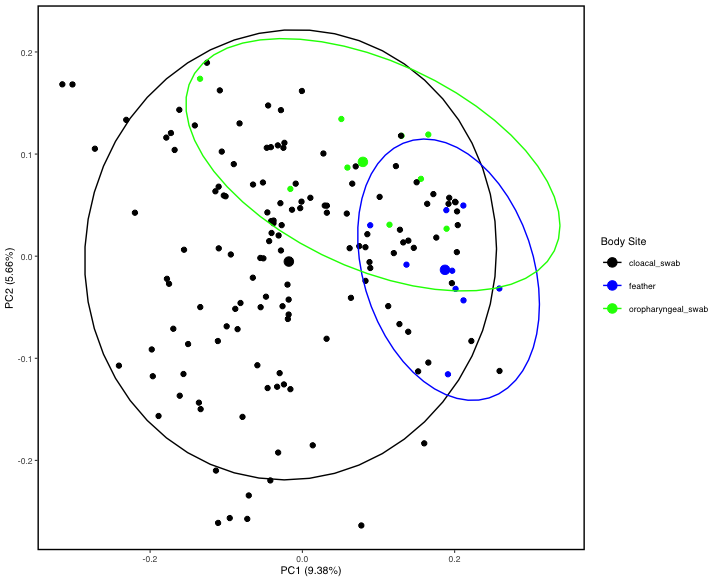 0.2
0.1
0.0
-0.1
-0.2
PC2 (5.66%)
-0.2
0.0
0.2
PC1 (9.38%)
Body Site
cloacal_swab
feather
oropharyngeal_swab